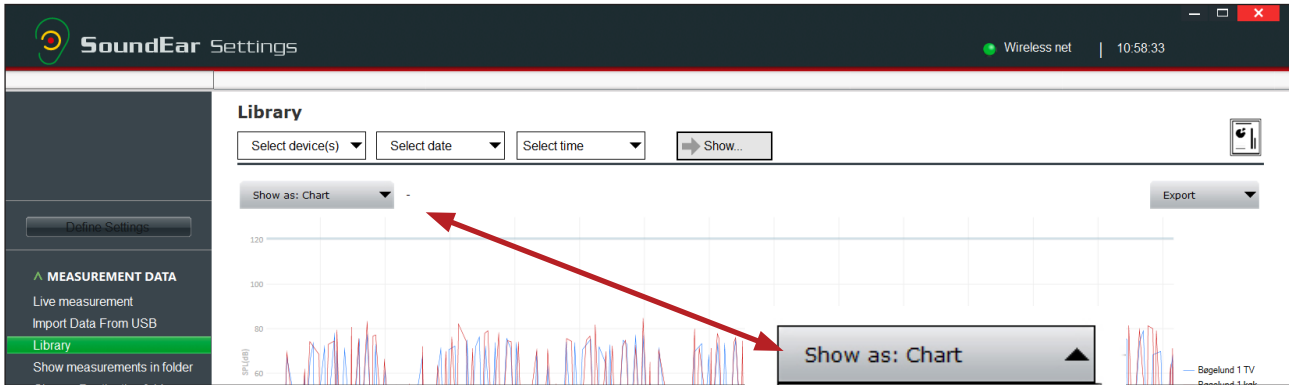 SoundEar Settings
Wireless net | 10:58:33
Library
Select device(s) Select date Select time Show...
Show as: Chart - Export
Define Settings
120
∧ MEASUREMENT DATA
100
Live measurement
Import Data From USB
80
Library
Show as: Chart
SPL[dB]
Show measurements in folder
60
Bøgelund 1 TV